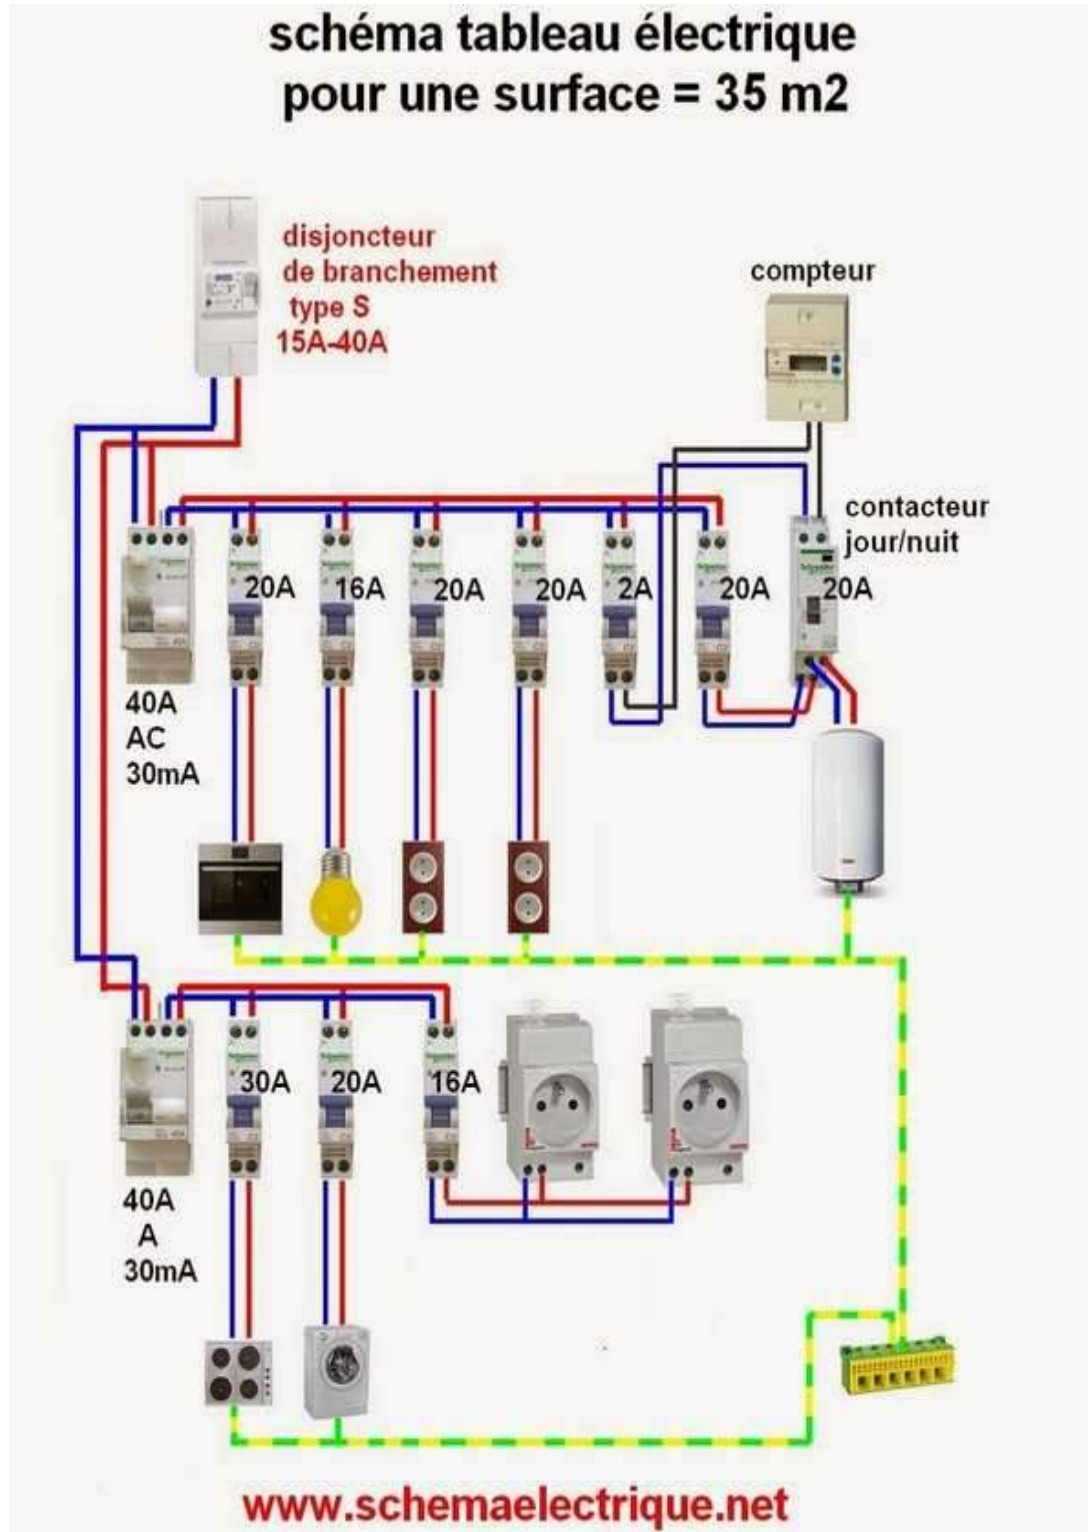 schéma tableau électrique
pour une surface = 35 m2
disjoncteur
de branchement
type S
15A-40A
compteur
contacteur
jour/nuit
20A
16A
20A
20A
2A
20A
20A
40A
AC
30mA
30A
20A
16A
40A
A
30mA
www.schemaelectrique.net